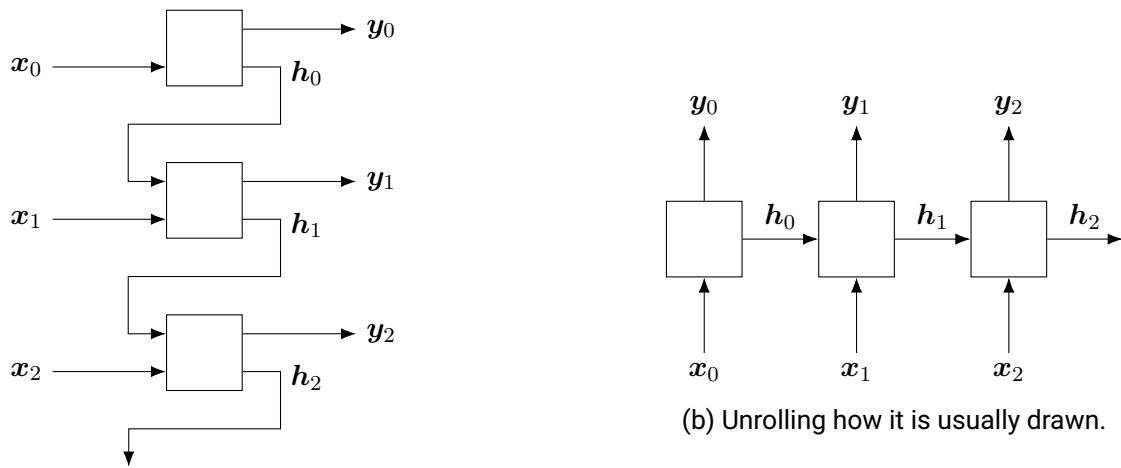 y₀
x₀
h₀
y₁
x₁
h₁
y₂
x₂
h₂
y₀ y₁ y₂
h₀ h₁ h₂
x₀ x₁ x₂
(b) Unrolling how it is usually drawn.